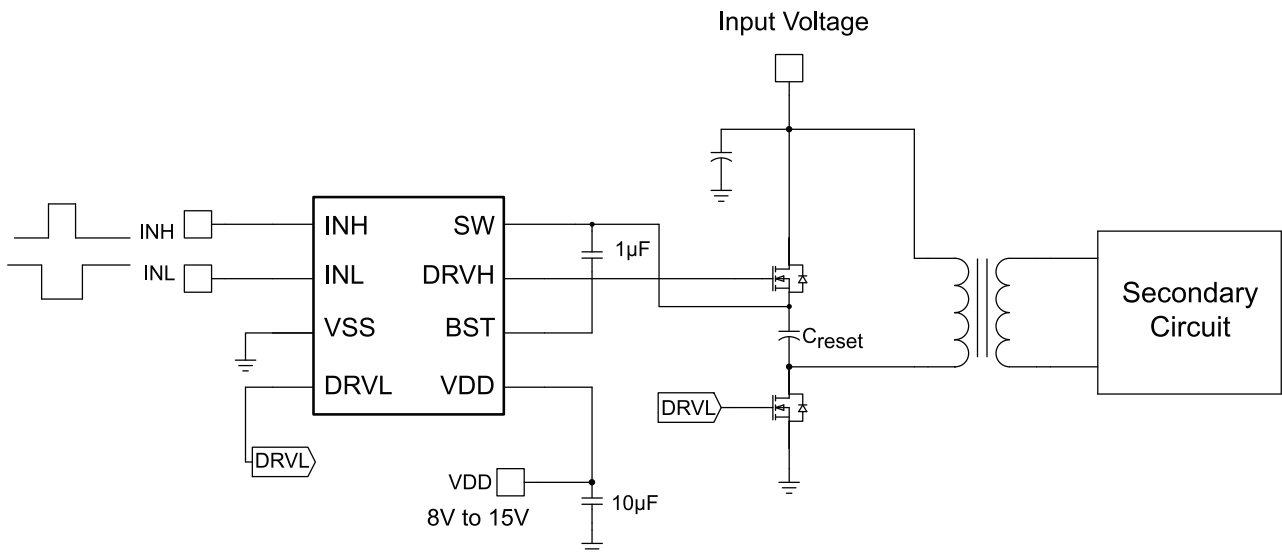 Input Voltage
INH
INL
INH
INL
VSS
DRVL
SW
DRVH
BST
VDD
1μF
C reset
DRVL
DRVL
VDD
8V to 15V
10μF
Secondary
Circuit